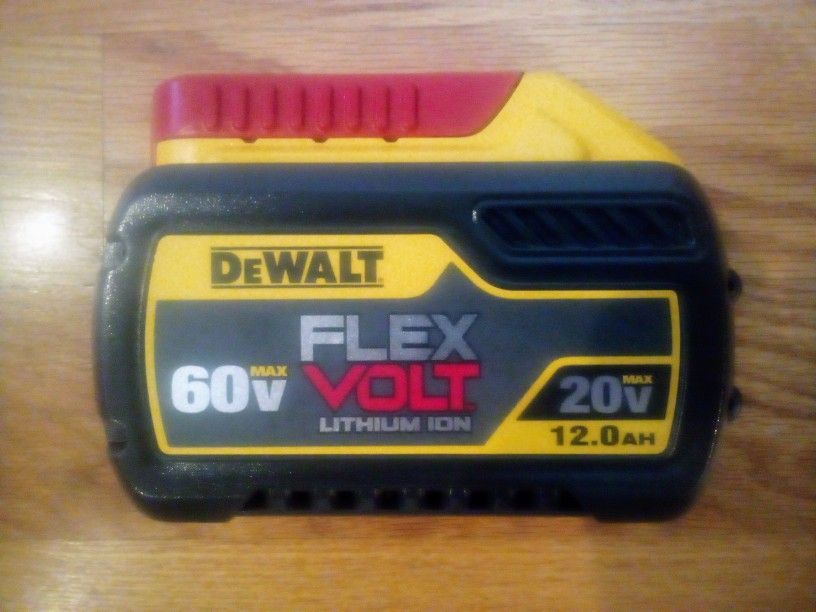 DEWALT
60V MAX
FLEX
VOLT
LITHIUM ION
20V MAX
12.0AH